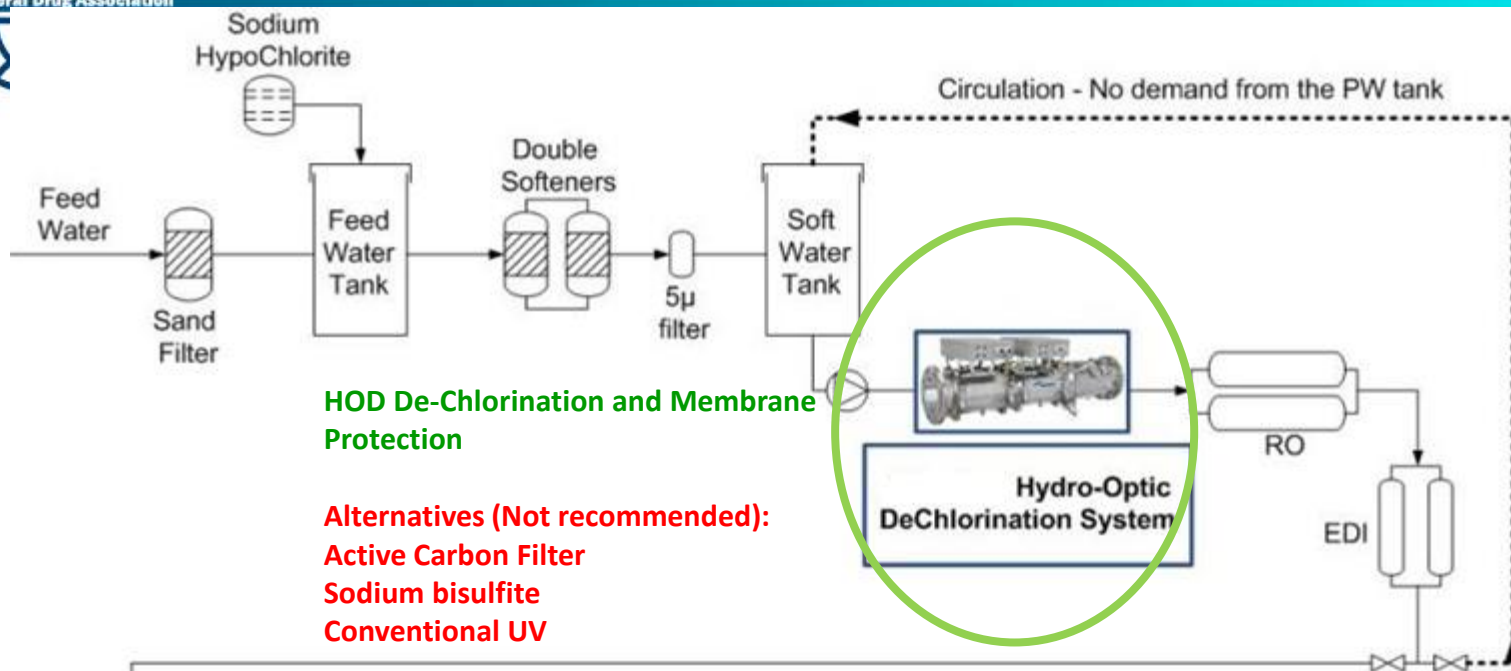 Sodium
HypoChlorite
Circulation - No demand from the PW tank
Feed
Water
Sand
Filter
Feed
Water
Tank
Double
Softeners
5µ
filter
Soft
Water
Tank
HOD De-Chlorination and Membrane
Protection
Alternatives (Not recommended):
Active Carbon Filter
Sodium bisulfite
Conventional UV
Hydro-Optic
DeChlorination System
RO
EDI
Drug Association